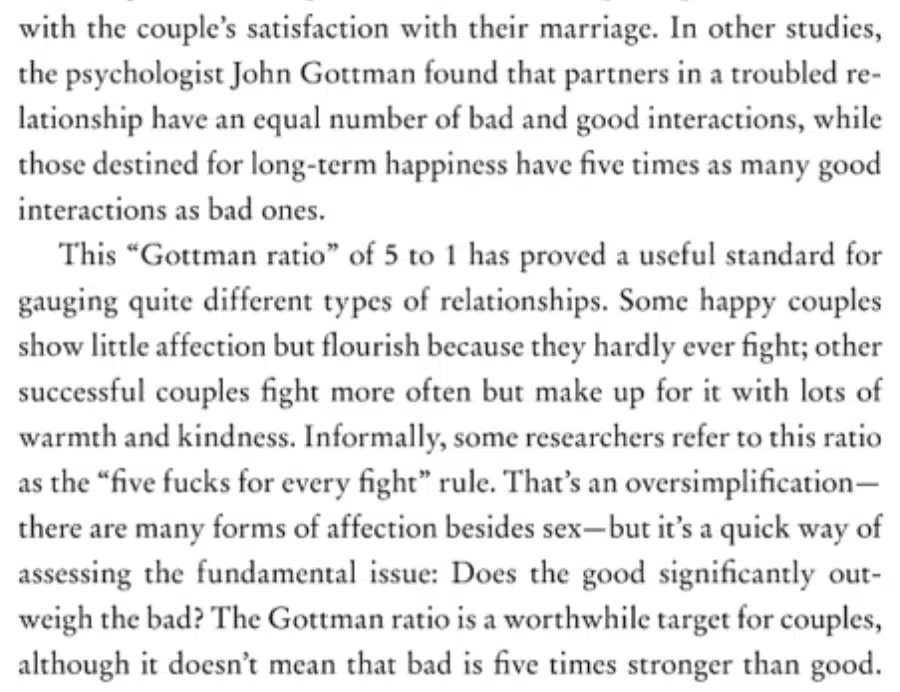 with the couple's satisfaction with their marriage. In other studies,
the psychologist John Gottman found that partners in a troubled re-
lationship have an equal number of bad and good interactions, while
those destined for long-term happiness have five times as many good
interactions as bad ones.
This “Gottman ratio” of 5 to 1 has proved a useful standard for
gauging quite different types of relationships. Some happy couples
show little affection but flourish because they hardly ever fight; other
successful couples fight more often but make up for it with lots of
warmth and kindness. Informally, some researchers refer to this ratio
as the “five fucks for every fight” rule. That's an oversimplification—
there are many forms of affection besides sex—but it's a quick way of
assessing the fundamental issue: Does the good significantly out-
weigh the bad? The Gottman ratio is a worthwhile target for couples,
although it doesn't mean that bad is five times stronger than good.